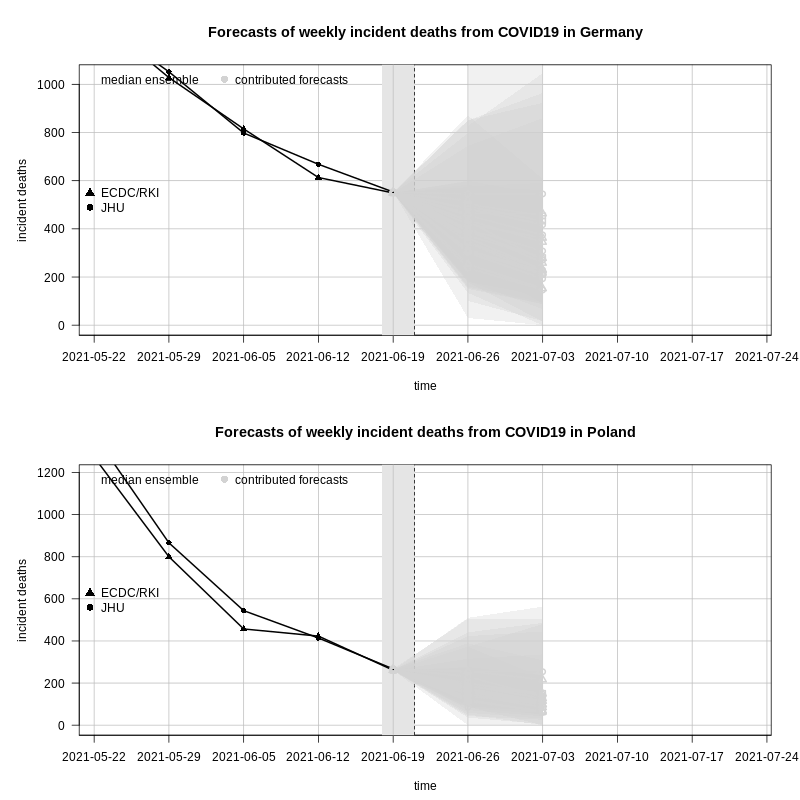 Forecasts of weekly incident deaths from COVID19 in Germany
median ensemble contributed forecasts
1000
800
600
400
200
0
incident deaths
ECDC/RKI
JHU
2021-05-22 2021-05-29 2021-06-05 2021-06-12 2021-06-19 2021-06-26 2021-07-03 2021-07-10 2021-07-17 2021-07-24
time
Forecasts of weekly incident deaths from COVID19 in Poland
median ensemble contributed forecasts
1200
1000
800
600
400
200
0
incident deaths
ECDC/RKI
JHU
2021-05-22 2021-05-29 2021-06-05 2021-06-12 2021-06-19 2021-06-26 2021-07-03 2021-07-10 2021-07-17 2021-07-24
time